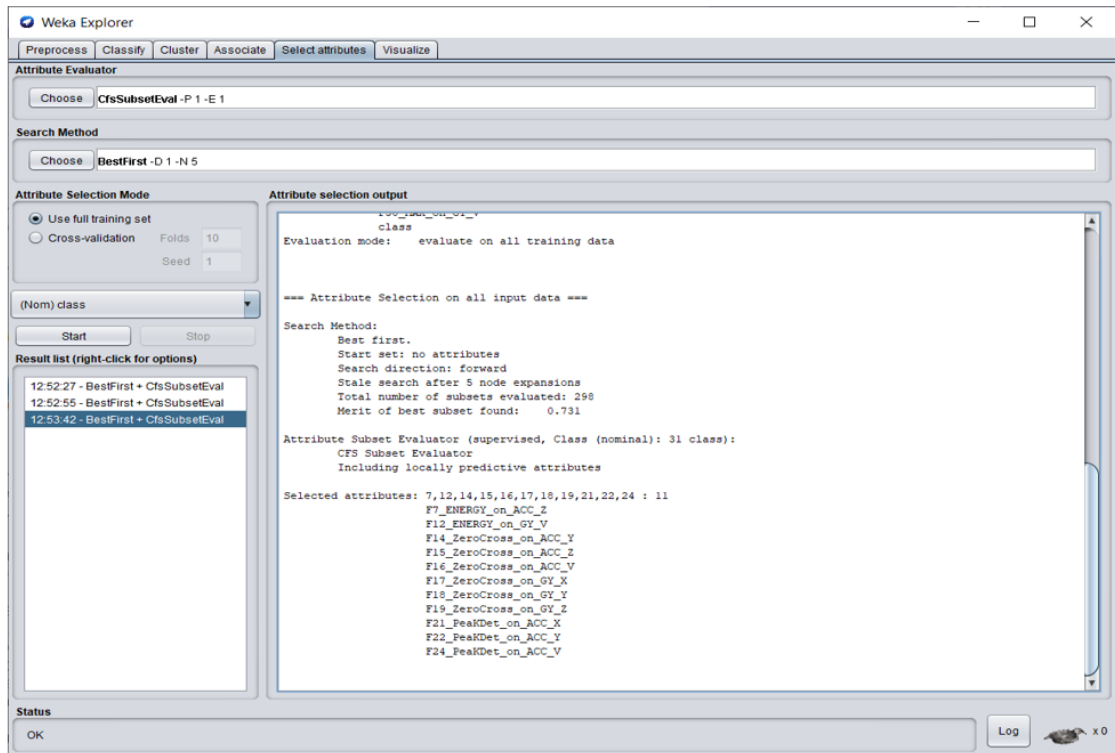 Weka Explorer
Preprocess Classify Cluster Associate Select attributes Visualize
Attribute Evaluator
Choose CfsSubsetEval -P 1 -E 1
Search Method
Choose BestFirst -D 1 -N 5
Attribute Selection Mode
Use full training set
Cross-validation Folds 10
Seed 1
(Nom) class
Start Stop
Result list (right-click for options)
12:52:27 - BestFirst + CfsSubsetEval
12:52:55 - BestFirst + CfsSubsetEval
12:53:42 - BestFirst + CfsSubsetEval
Attribute selection output
class
Evaluation mode: evaluate on all training data
=== Attribute Selection on all input data ===
Search Method:
Best first.
Start set: no attributes
Search direction: forward
Stale search after 5 node expansions
Total number of subsets evaluated: 298
Merit of best subset found: 0.731
Attribute Subset Evaluator (supervised, Class (nominal): 31 class):
CFS Subset Evaluator
Including locally predictive attributes
Selected attributes: 7,12,14,15,16,17,18,19,21,22,24 : 11
F7_ENERGY_on_ACC_Z
F12_ENERGY_on_GY_V
F14_ZeroCross_on_ACC_Y
F15_ZeroCross_on_ACC_Z
F16_ZeroCross_on_ACC_V
F17_ZeroCross_on_GY_X
F18_ZeroCross_on_GY_Y
F19_ZeroCross_on_GY_Z
F21_PeaKDet_on_ACC_X
F22_PeaKDet_on_ACC_Y
F24_PeaKDet_on_ACC_V
Status
OK
Log x 0